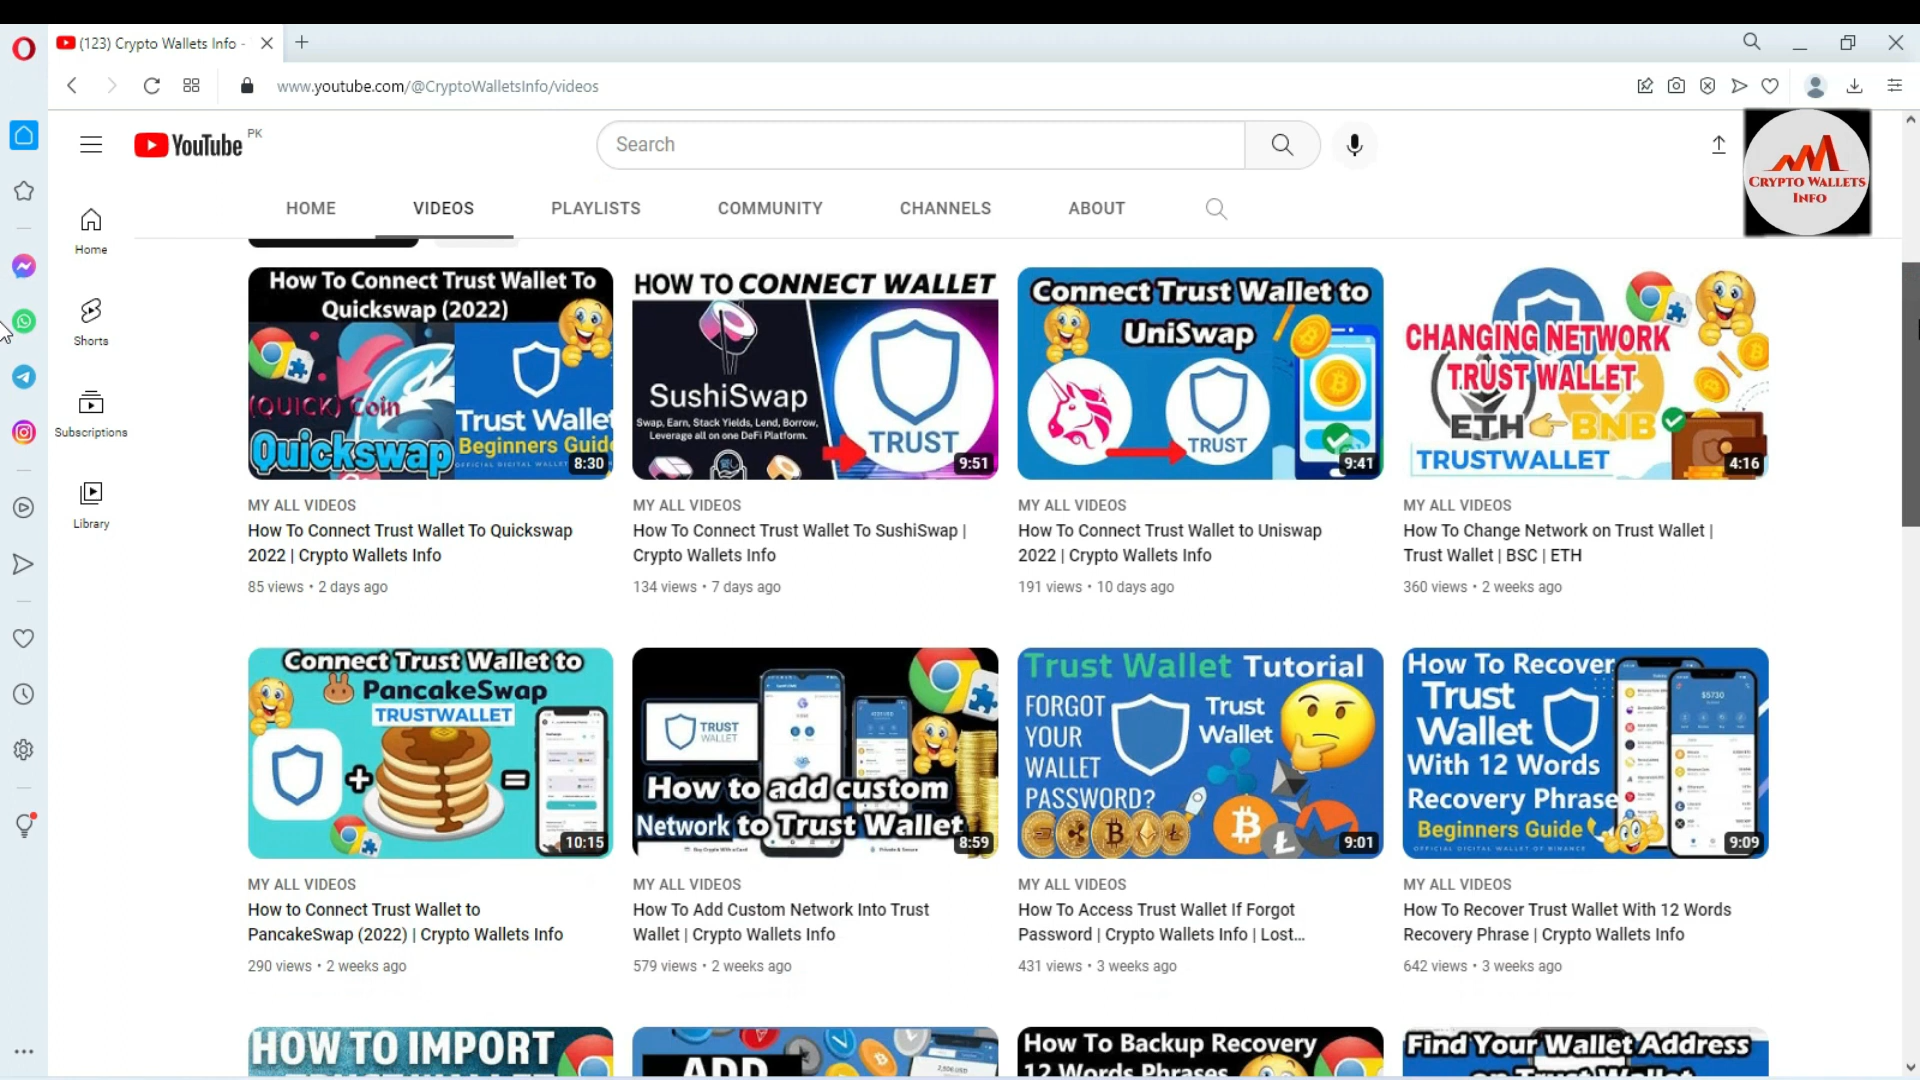 (123) Crypto Wallets Info -
www.youtube.com/@CryptoWalletsInfo/videos
YouTube PK
Search
CRYPTO WALLETS
INFO
HOME VIDEOS PLAYLISTS COMMUNITY CHANNELS ABOUT
Home
Shorts
Subscriptions
Library
How To Connect Trust Wallet To
Quickswap (2022)
(QUICK) Coin
Quickswap
Trust Wallet
Beginners Guide
8:30
MY ALL VIDEOS
How To Connect Trust Wallet To Quickswap
2022 | Crypto Wallets Info
85 views • 2 days ago
HOW TO CONNECT WALLET
SushiSwap
Swap, Earn, Stack Yields, Lend, Borrow,
Leverage all on one DeFi Platform.
TRUST
9:51
MY ALL VIDEOS
How To Connect Trust Wallet To SushiSwap |
Crypto Wallets Info
134 views • 7 days ago
Connect Trust Wallet to
UniSwap
TRUST
9:41
MY ALL VIDEOS
How To Connect Trust Wallet to Uniswap
2022 | Crypto Wallets Info
191 views • 10 days ago
CHANGING NETWORK
TRUST WALLET
ETH BNB
TRUSTWALLET
4:16
MY ALL VIDEOS
How To Change Network on Trust Wallet |
Trust Wallet | BSC | ETH
360 views • 2 weeks ago
Connect Trust Wallet to
PancakeSwap
TRUSTWALLET
10:15
MY ALL VIDEOS
How to Connect Trust Wallet to
PancakeSwap (2022) | Crypto Wallets Info
290 views • 2 weeks ago
TRUST
WALLET
How to add custom
Network to Trust Wallet
8:59
MY ALL VIDEOS
How To Add Custom Network Into Trust
Wallet | Crypto Wallets Info
579 views • 2 weeks ago
Trust Wallet Tutorial
FORGOT
YOUR
WALLET
PASSWORD?
Trust
Wallet
9:01
MY ALL VIDEOS
How To Access Trust Wallet If Forgot
Password | Crypto Wallets Info | Lost...
431 views • 3 weeks ago
How To Recover
Trust
Wallet
With 12 Words
Recovery Phrase
Beginners Guide
OFFICIAL DIGITAL WALLET OF BINANCE
$5730
9:09
MY ALL VIDEOS
How To Recover Trust Wallet With 12 Words
Recovery Phrase | Crypto Wallets Info
642 views • 3 weeks ago
HOW TO IMPORT
ADD
How To Backup Recovery
12 Words Phrases
Find Your Wallet Address
on Trust Wallet